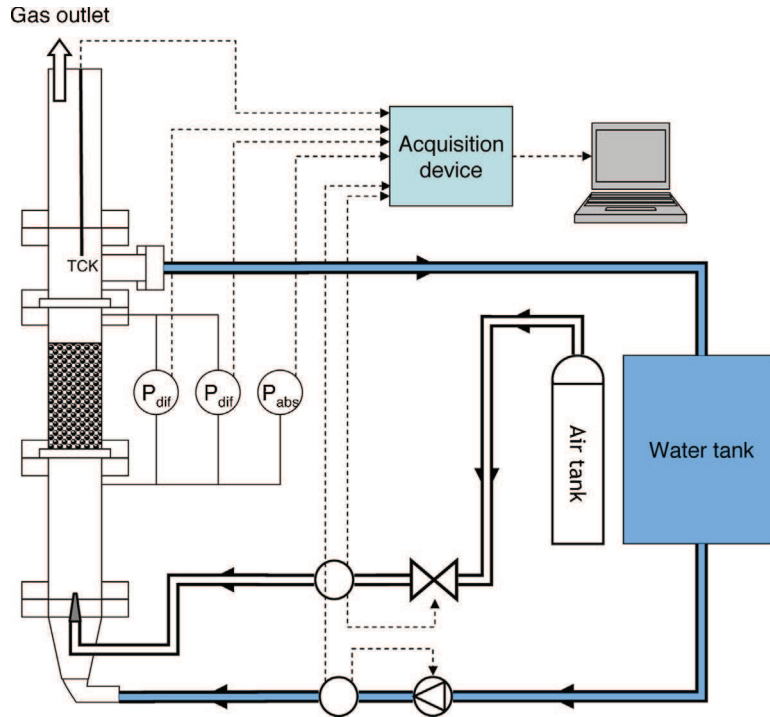 Gas outlet
Acquisition
device
TCK
P dif
P dif
P abs
Air tank
Water tank